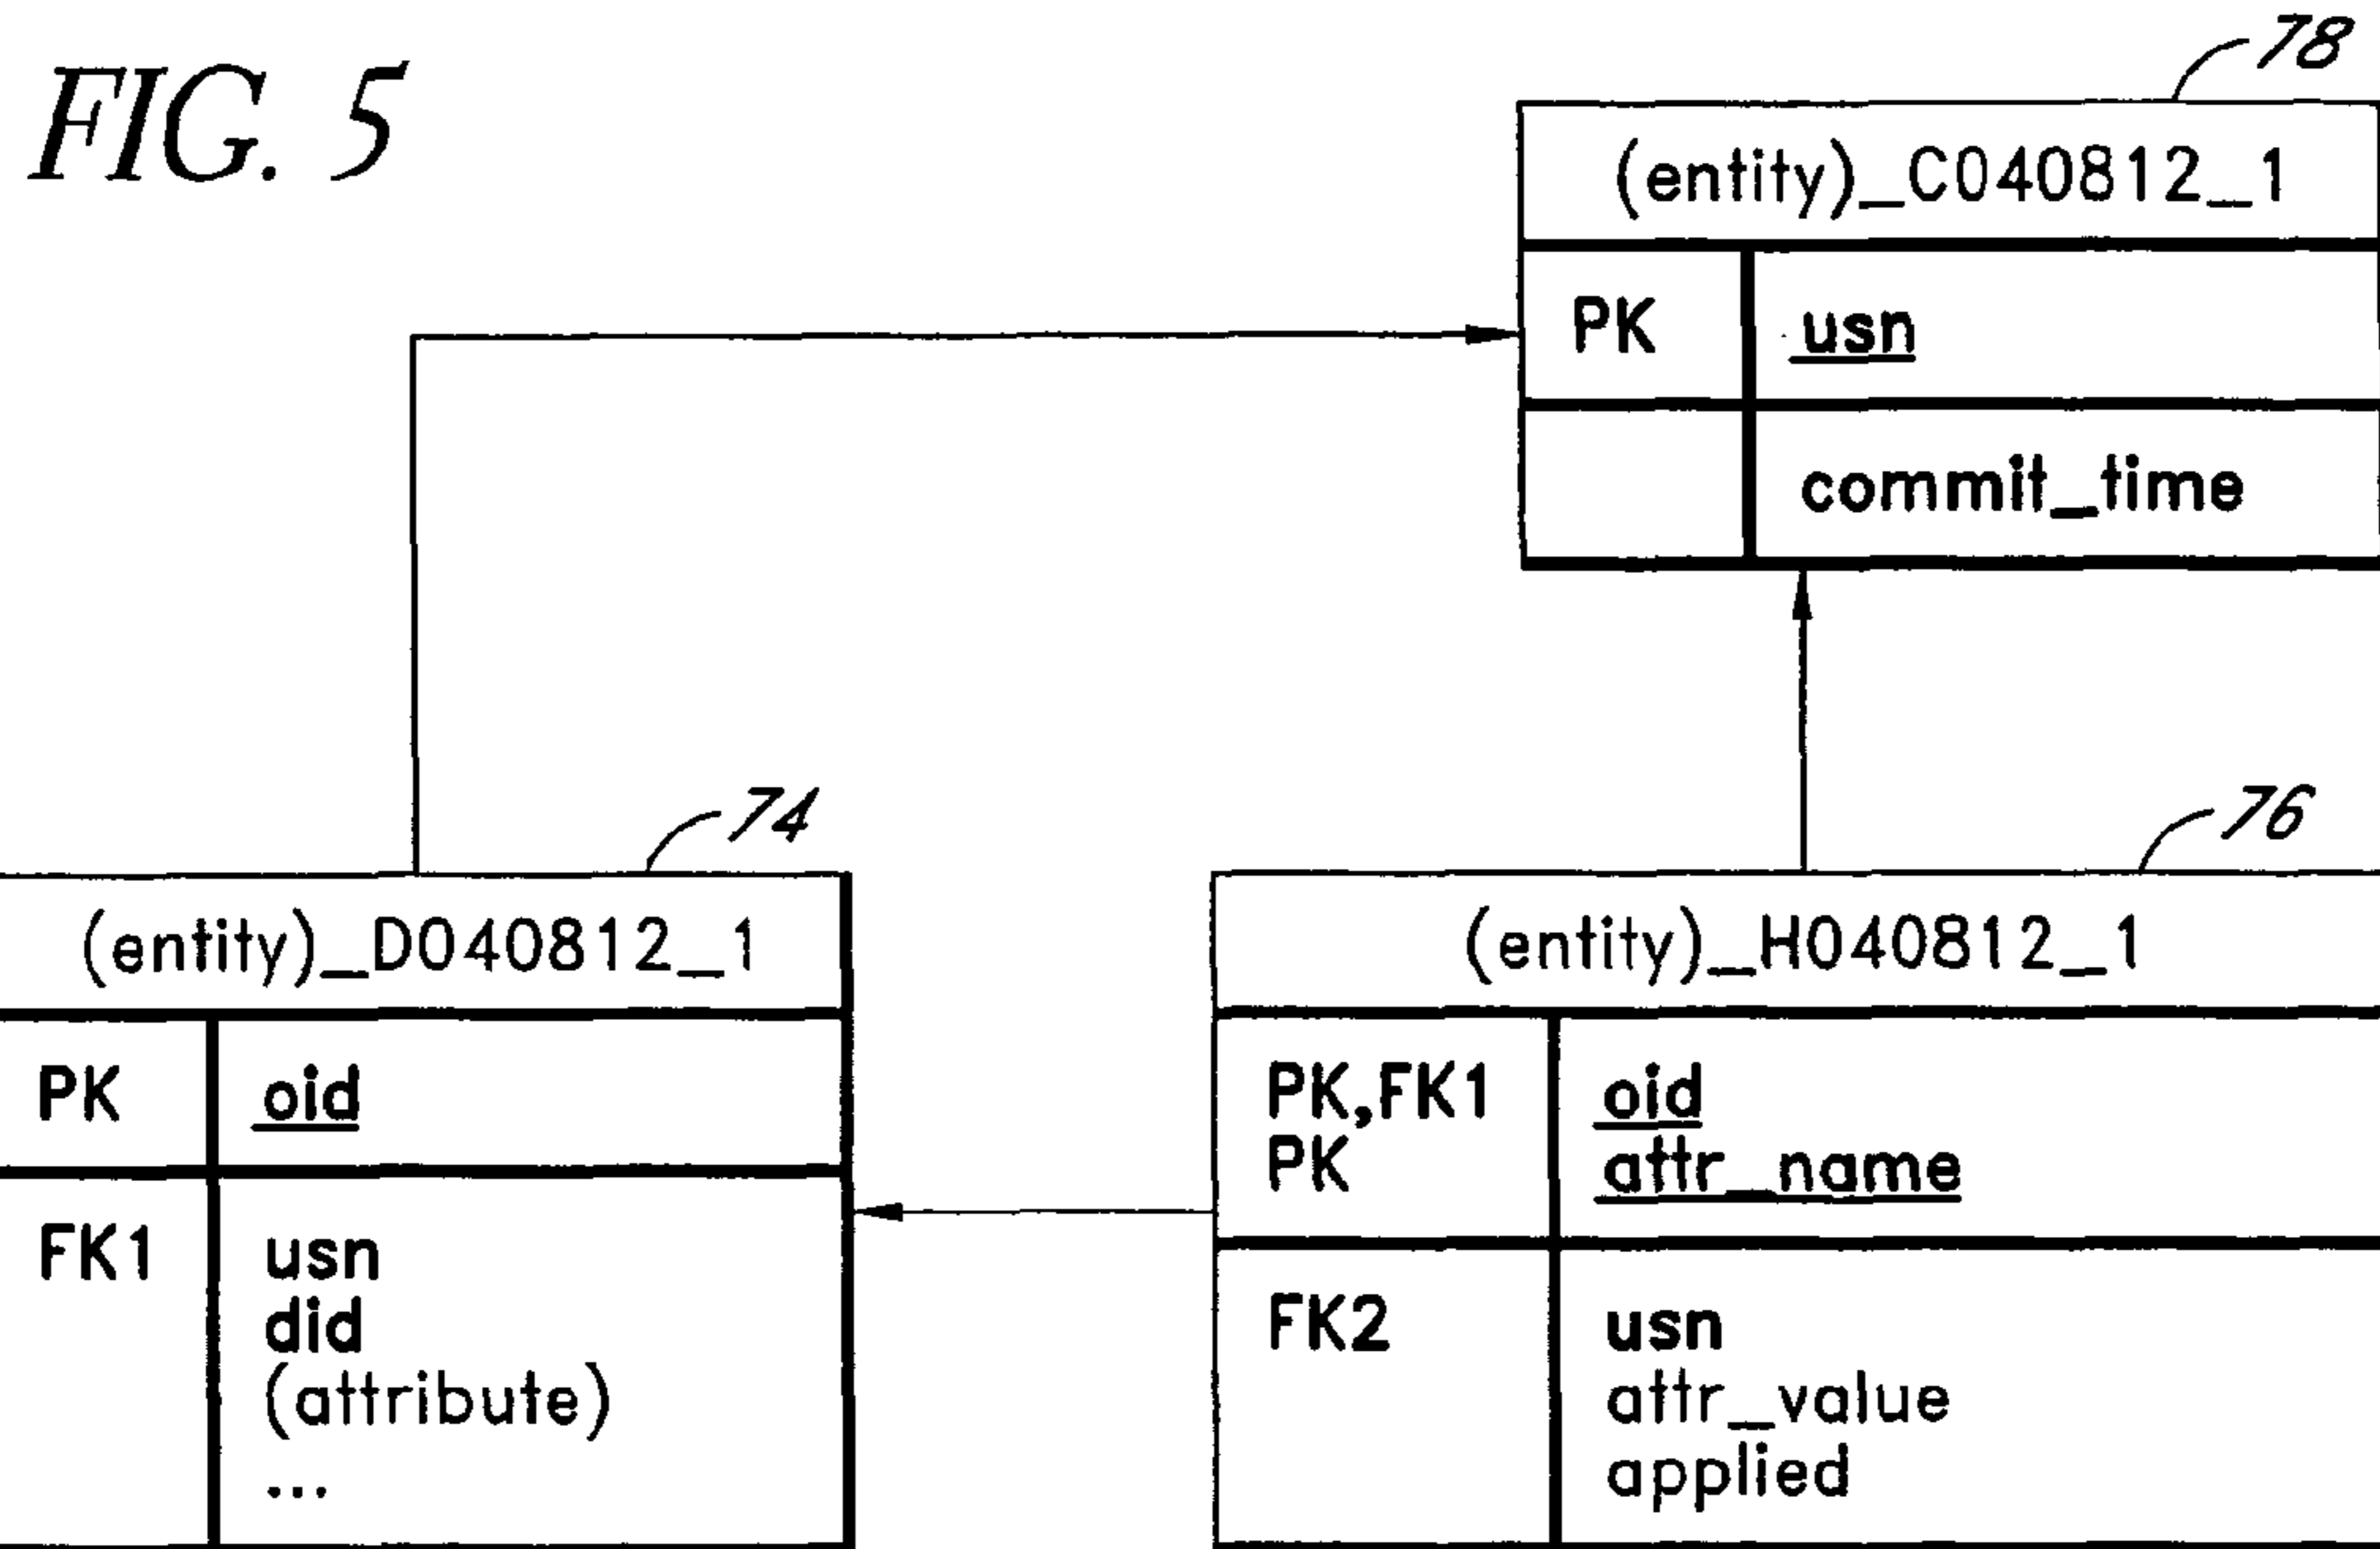 FIG. 5
78
(entity)_C040812_1
PK usn
commit_time
74
(entity)_D040812_1
PK oid
FK1 usn
did
(attribute)
...
76
(entity)_H040812_1
PK,FK1 oid
PK attr_name
FK2 usn
attr_value
applied